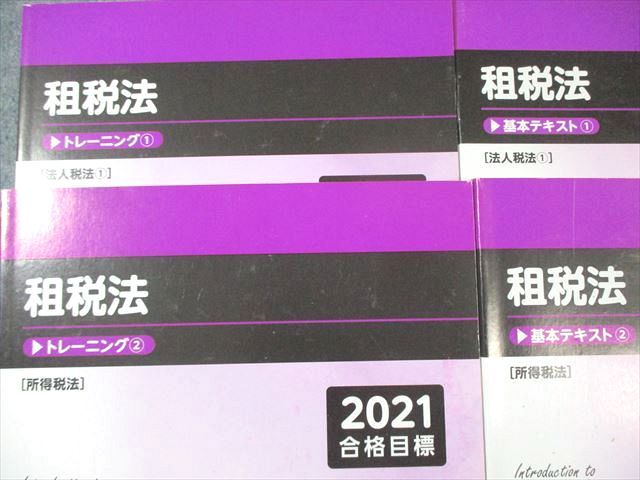 租税法
▶トレーニング①
[法人税法①]
租税法
▶基本テキスト①
[法人税法①]
租税法
▶トレーニング②
[所得税法]
2021
合格目標
租税法
▶基本テキスト②
[所得税法]
Introduction to